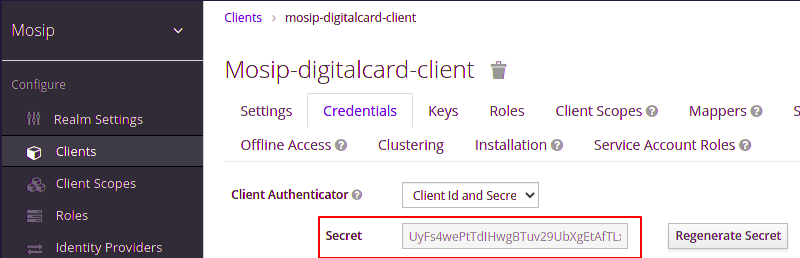 Mosip
Configure
Realm Settings
Clients
Client Scopes
Roles
Identity Providers
Clients > mosip-digitalcard-client
Mosip-digitalcard-client
Settings Credentials Keys Roles Client Scopes ? Mappers ? S
Offline Access ? Clustering Installation ? Service Account Roles ?
Client Authenticator ? Client Id and Secre
Secret UyFs4wePtTdIHwgBTuv29UbXgEtAfTLx Regenerate Secret